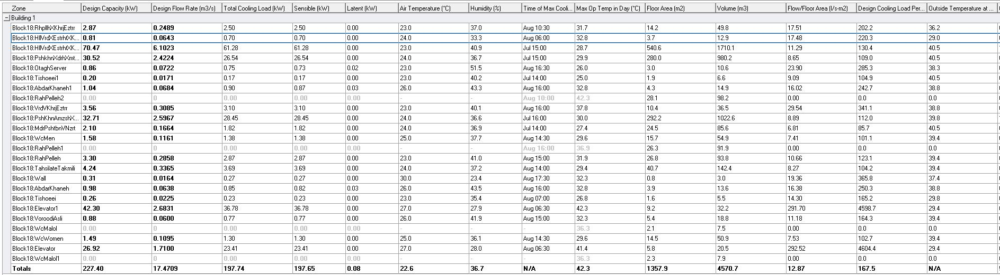 Zone Design Capacity (kW) Design Flow Rate (m3/s) Total Cooling Load (kW) Sensible (kW) Latent (kW) Air Temperature (°C) Humidity (%) Time of Max Cooli... Max Op Temp in Day (°C) Floor Area (m2) Volume (m3) Flow/Floor Area (l/s-m2) Design Cooling Load Per... Outside Temperature at ...
Building 1
Block18:RhpllhXKhrjEztrr 2.87 0.2489 2.50 2.50 0.00 23.0 37.0 Aug 10:30 31.7 14.2 49.8 17.51 202.2 36.2
Block18:HllVrdXEstrhtXK... 0.81 0.0643 0.70 0.70 0.00 24.0 33.3 Aug 06:00 32.8 3.7 12.9 17.48 220.3 29.0
Block18:HllVrdXEstrhtXK... 70.47 6.1023 61.28 61.28 0.00 23.0 40.9 Jul 15:00 28.7 540.6 1710.1 11.29 130.4 40.5
Block18:PshkhnXdrhXmt... 30.52 2.4224 26.54 26.54 0.00 24.0 36.7 Jul 15:00 29.9 280.0 980.2 8.65 109.0 40.5
Block18:OtaghServer 0.86 0.0722 0.75 0.73 0.02 23.0 51.5 Aug 16:30 26.0 3.0 10.6 23.90 285.3 38.3
Block18:Tishoeei1 0.20 0.0171 0.17 0.17 0.00 23.0 40.2 Jul 14:00 25.0 1.9 6.6 9.09 104.9 40.5
Block18:AbdarKhaneh1 1.04 0.0684 0.90 0.87 0.03 26.0 43.3 Aug 16:00 32.8 4.3 14.9 16.02 242.7 38.8
Block18:RahPelleh2 0.00 0 0.00 0.00 0.00 - - Aug 10:00 42.3 28.1 98.2 0.00 0.0 0.0
Block18:VrdVKhrjEztrr 3.56 0.3085 3.10 3.10 0.00 23.0 40.1 Aug 16:00 37.8 10.4 36.5 29.54 341.1 38.8
Block18:PshKhnAmzshX... 32.71 2.5967 28.45 28.45 0.00 24.0 36.6 Jul 16:00 30.0 292.2 1022.6 8.89 112.0 39.8
Block18:MdrPshtbnVNzrt 2.10 0.1664 1.82 1.82 0.00 24.0 36.9 Jul 14:00 27.4 24.5 85.6 6.81 85.7 40.5
Block18:WcMen 1.58 0.1161 1.38 1.38 0.00 25.0 37.7 Aug 14:30 29.6 15.7 54.9 7.41 101.1 39.4
Block18:RahPelleh1 0.00 0 0.00 0.00 0.00 - - Aug 16:00 36.9 26.3 91.9 0.00 0.0 0.0
Block18:RahPelleh 3.30 0.2858 2.87 2.87 0.00 23.0 41.0 Aug 15:00 31.9 26.8 93.8 10.66 123.1 39.4
Block18:TahsilateTakmili 4.24 0.3365 3.69 3.69 0.00 24.0 37.2 Aug 14:00 29.4 40.7 142.4 8.27 104.2 39.4
Block18:Wall 0.31 0.0164 0.27 0.27 0.00 30.0 23.4 Aug 17:30 32.3 0.8 3.0 19.36 365.8 37.4
Block18:AbdarKhaneh 0.98 0.0638 0.85 0.82 0.03 26.0 43.5 Aug 16:00 32.8 3.9 13.6 16.38 250.3 38.8
Block18:Tishoeei 0.26 0.0225 0.23 0.23 0.00 23.0 35.4 Aug 07:00 26.8 1.6 5.5 14.30 165.2 29.8
Block18:Elevator1 42.30 2.6831 36.78 36.78 0.00 27.0 27.9 Aug 06:30 42.3 9.2 32.2 291.70 4598.7 29.4
Block18:VoroodiAsli 0.88 0.0600 0.77 0.77 0.00 26.0 41.9 Aug 15:00 32.3 5.4 18.8 11.18 164.3 39.4
Block18:WcMalol 0.00 0 0.00 0.00 0.00 - - - 36.3 2.1 7.5 0.00 0.0 0.0
Block18:WcWomen 1.49 0.1095 1.30 1.30 0.00 25.0 36.1 Aug 14:30 29.6 14.5 50.9 7.53 102.7 39.4
Block18:Elevator 26.92 1.7100 23.41 23.41 0.00 27.0 28.0 Aug 06:30 41.4 5.8 20.5 292.52 4604.4 29.4
Block18:WcMalol1 0.00 0 0.00 0.00 0.00 - - - 36.3 2.3 7.9 0.00 0.0 0.0
Totals 227.40 17.4709 197.74 197.65 0.08 22.6 36.7 N/A 42.3 1357.9 4570.7 12.87 167.5 N/A